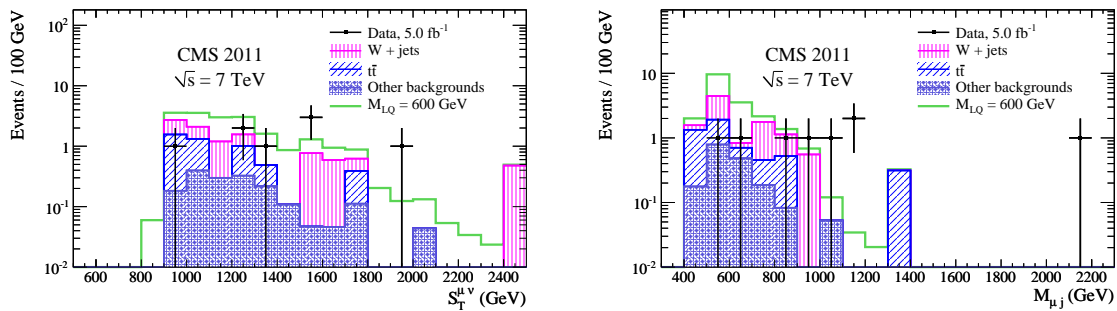 Events / 100 GeV
10²
10
1
10⁻¹
10⁻²
CMS 2011
√s = 7 TeV
Data, 5.0 fb⁻¹
W + jets
tt̄
Other backgrounds
M_LQ = 600 GeV
600 800 1000 1200 1400 1600 1800 2000 2200 2400
S_T^μν (GeV)
Events / 100 GeV
10
1
10⁻¹
10⁻²
CMS 2011
√s = 7 TeV
Data, 5.0 fb⁻¹
W + jets
tt̄
Other backgrounds
M_LQ = 600 GeV
400 600 800 1000 1200 1400 1600 1800 2000 2200
M_μj (GeV)